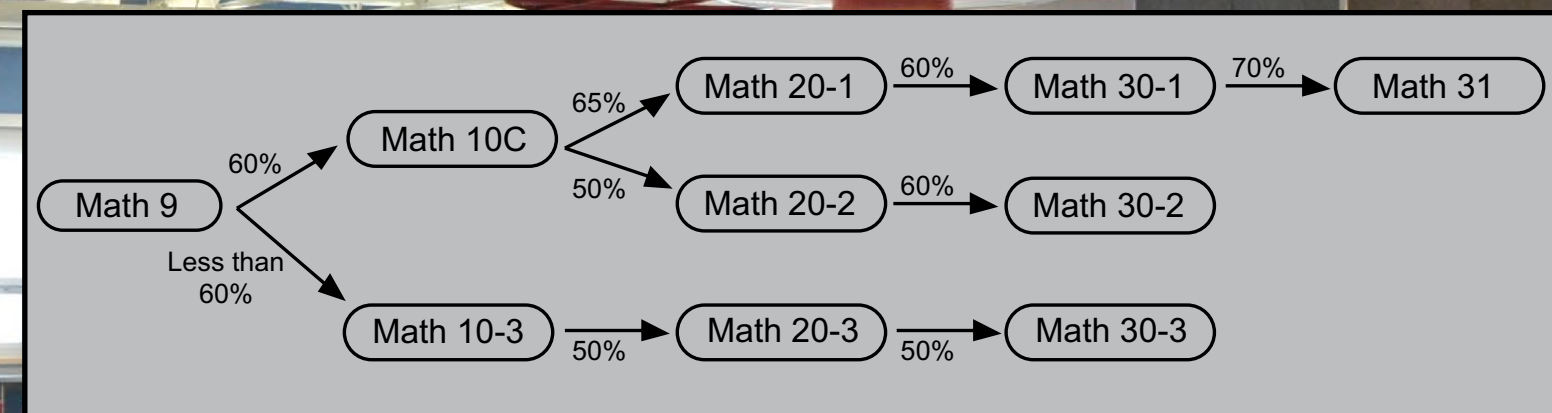 60%
70%
Math 20-1
Math 30-1
Math 31
65%
Math 10C
60%
50%
60%
Math 9
Math 20-2
Math 30-2
Less than
60%
Math 10-3
Math 20-3
Math 30-3
50%
50%